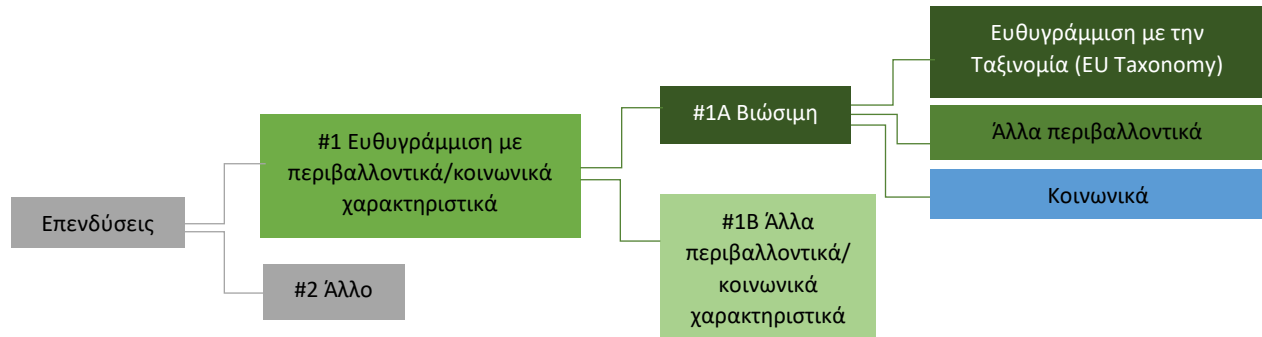 Επενδύσεις
#1 Ευθυγράμμιση με
περιβαλλοντικά/κοινωνικά
χαρακτηριστικά
#2 Άλλο
#1A Βιώσιμη
#1B Άλλα
περιβαλλοντικά/
κοινωνικά
χαρακτηριστικά
Ευθυγράμμιση με την
Ταξινομία (EU Taxonomy)
Άλλα περιβαλλοντικά
Κοινωνικά